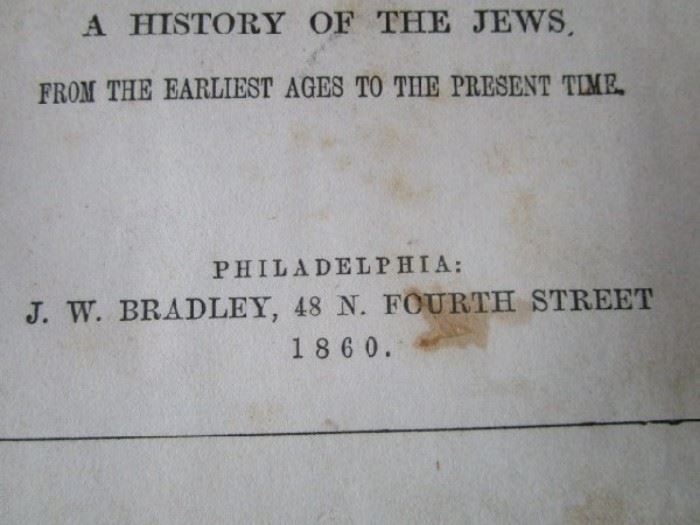 A HISTORY OF THE JEWS,
FROM THE EARLIEST AGES TO THE PRESENT TIME.
PHILADELPHIA:
J. W. BRADLEY, 48 N. FOURTH STREET
1860.